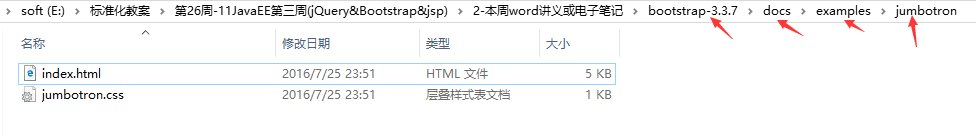 soft (E:) › 标准化教案 › 第26周-11JavaEE第三周(jQuery&Bootstrap&jsp) › 2-本周word讲义或电子笔记 › bootstrap-3.3.7 › docs › examples › jumbotron
名称 修改日期 类型 大小
index.html 2016/7/25 23:51 HTML 文件 5 KB
jumbotron.css 2016/7/25 23:51 层叠样式表文档 1 KB